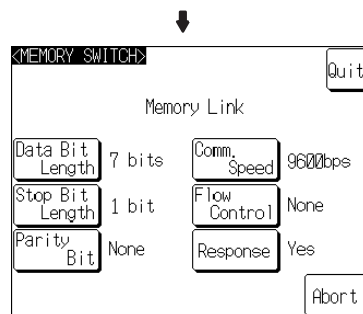 <MEMORY SWITCH>
Quit
Memory Link
Data Bit
Length
7 bits
Comm.
Speed
9600bps
Stop Bit
Length
1 bit
Flow
Control
None
Parity
Bit
None
Response
Yes
Abort